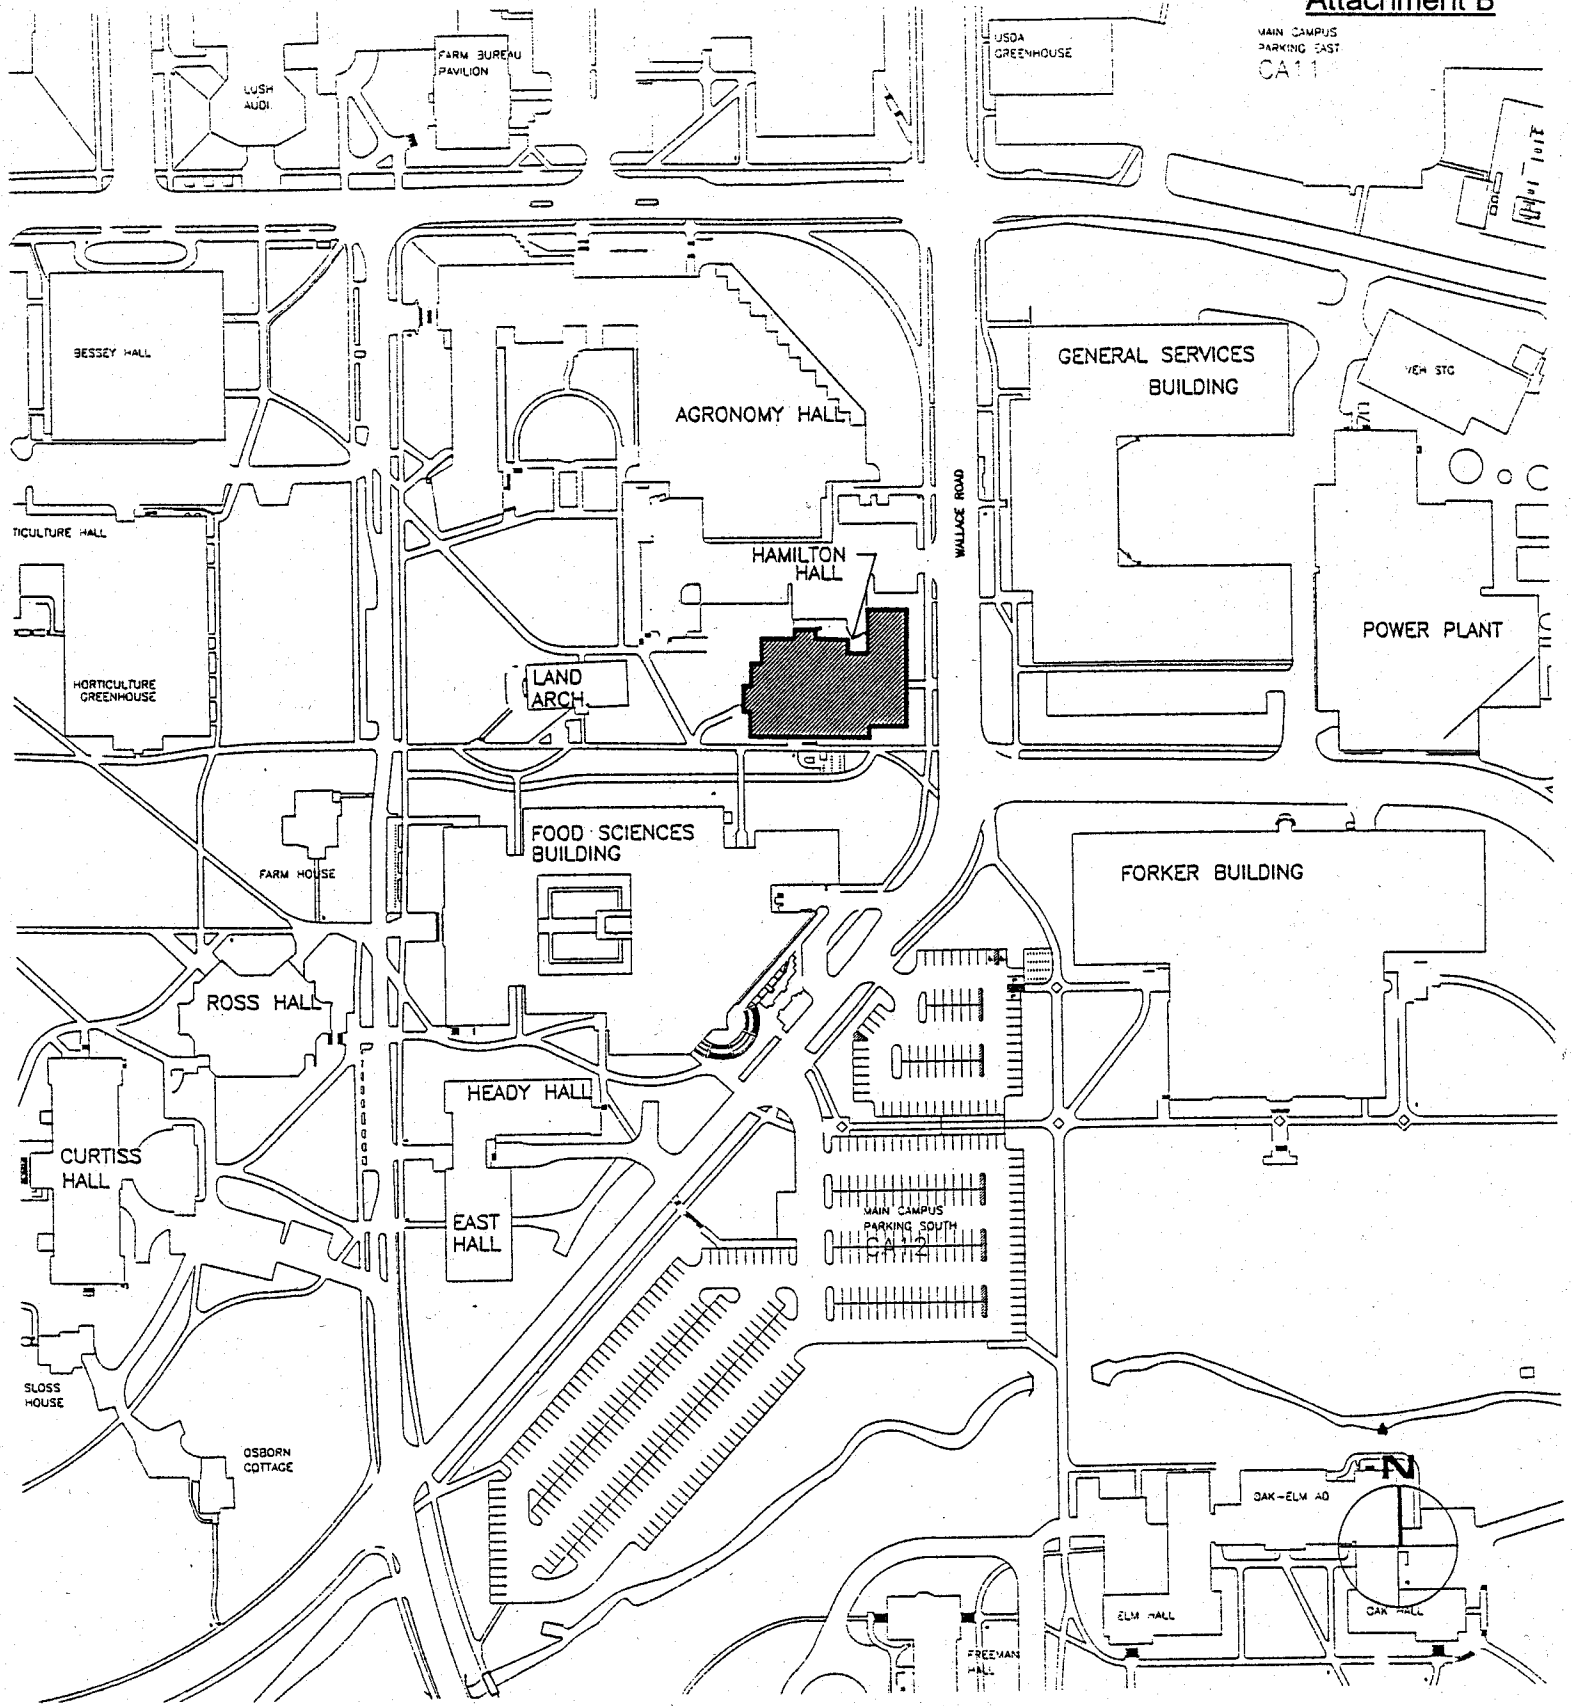 Attachment B
USDA
GREENHOUSE
MAIN CAMPUS
PARKING EAST
CA11
FARM BUREAU
PAVILION
LUSH
AUDI.
BESSEY HALL
GENERAL SERVICES
BUILDING
VEH STG
AGRONOMY HALL
WALLACE ROAD
TICULTURE HALL
HAMILTON
HALL
POWER PLANT
LAND
ARCH.
HORTICULTURE
GREENHOUSE
FOOD SCIENCES
BUILDING
FARM HOUSE
FORKER BUILDING
ROSS HALL
HEADY HALL
CURTISS
HALL
EAST
HALL
MAIN CAMPUS
PARKING SOUTH
CA12
SLOSS
HOUSE
OSBORN
COTTAGE
N
OAK-ELM AD
ELM HALL
OAK HALL
FREEMAN
HALL